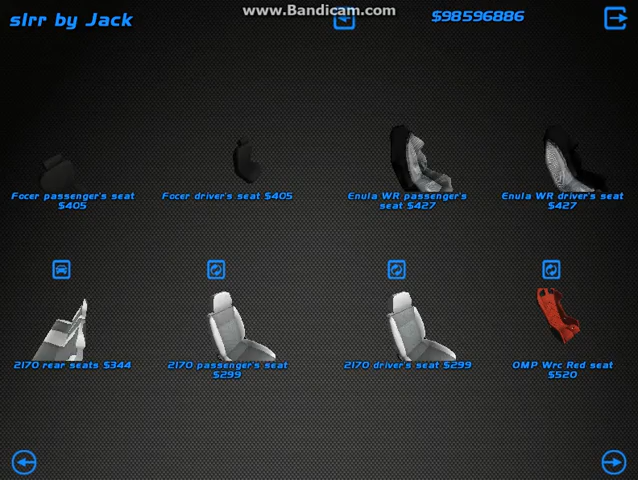 www.Bandicam.com
slrr by Jack
$98596886
Focer passenger's seat
$405
Focer driver's seat $405
Enula WR passenger's
seat $427
Enula WR driver's seat
$427
2170 rear seats $344
2170 passenger's seat
$299
2170 driver's seat $299
OMP Wrc Red seat
$520